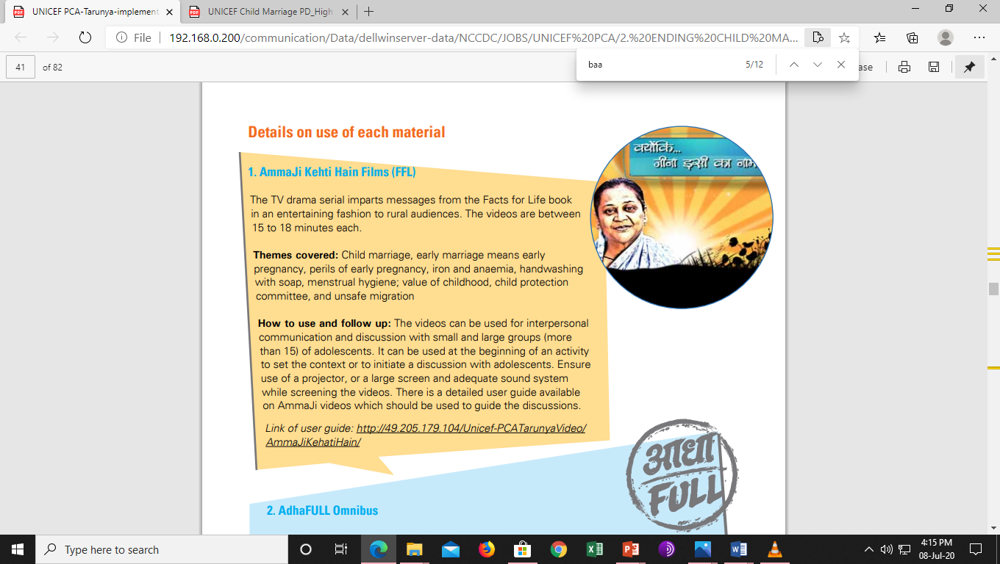 UNICEF PCA-Tarunya-implement
UNICEF Child Marriage PD_High
File
192.168.0.200/communication/Data/dellwinserver-data/NCCDC/JOBS/UNICEF%20PCA/2.%20ENDING%20CHILD%20MA...
41 of 82
baa 5/12
ase
Details on use of each material
क्योंकि...
जीना इसी का नाम
1. AmmaJi Kehti Hain Films (FFL)
The TV drama serial imparts messages from the Facts for Life book
in an entertaining fashion to rural audiences. The videos are between
15 to 18 minutes each.
Themes covered: Child marriage, early marriage means early
pregnancy, perils of early pregnancy, iron and anaemia, handwashing
with soap, menstrual hygiene; value of childhood, child protection
committee, and unsafe migration
How to use and follow up: The videos can be used for interpersonal
communication and discussion with small and large groups (more
than 15) of adolescents. It can be used at the beginning of an activity
to set the context or to initiate a discussion with adolescents. Ensure
use of a projector, or a large screen and adequate sound system
while screening the videos. There is a detailed user guide available
on AmmaJi videos which should be used to guide the discussions.
Link of user guide: http://49.205.179.104/Unicef-PCATarunyaVideo/
AmmaJiKehatiHain/
आधा
FULL
2. AdhaFULL Omnibus
Type here to search
4:15 PM
08-Jul-20